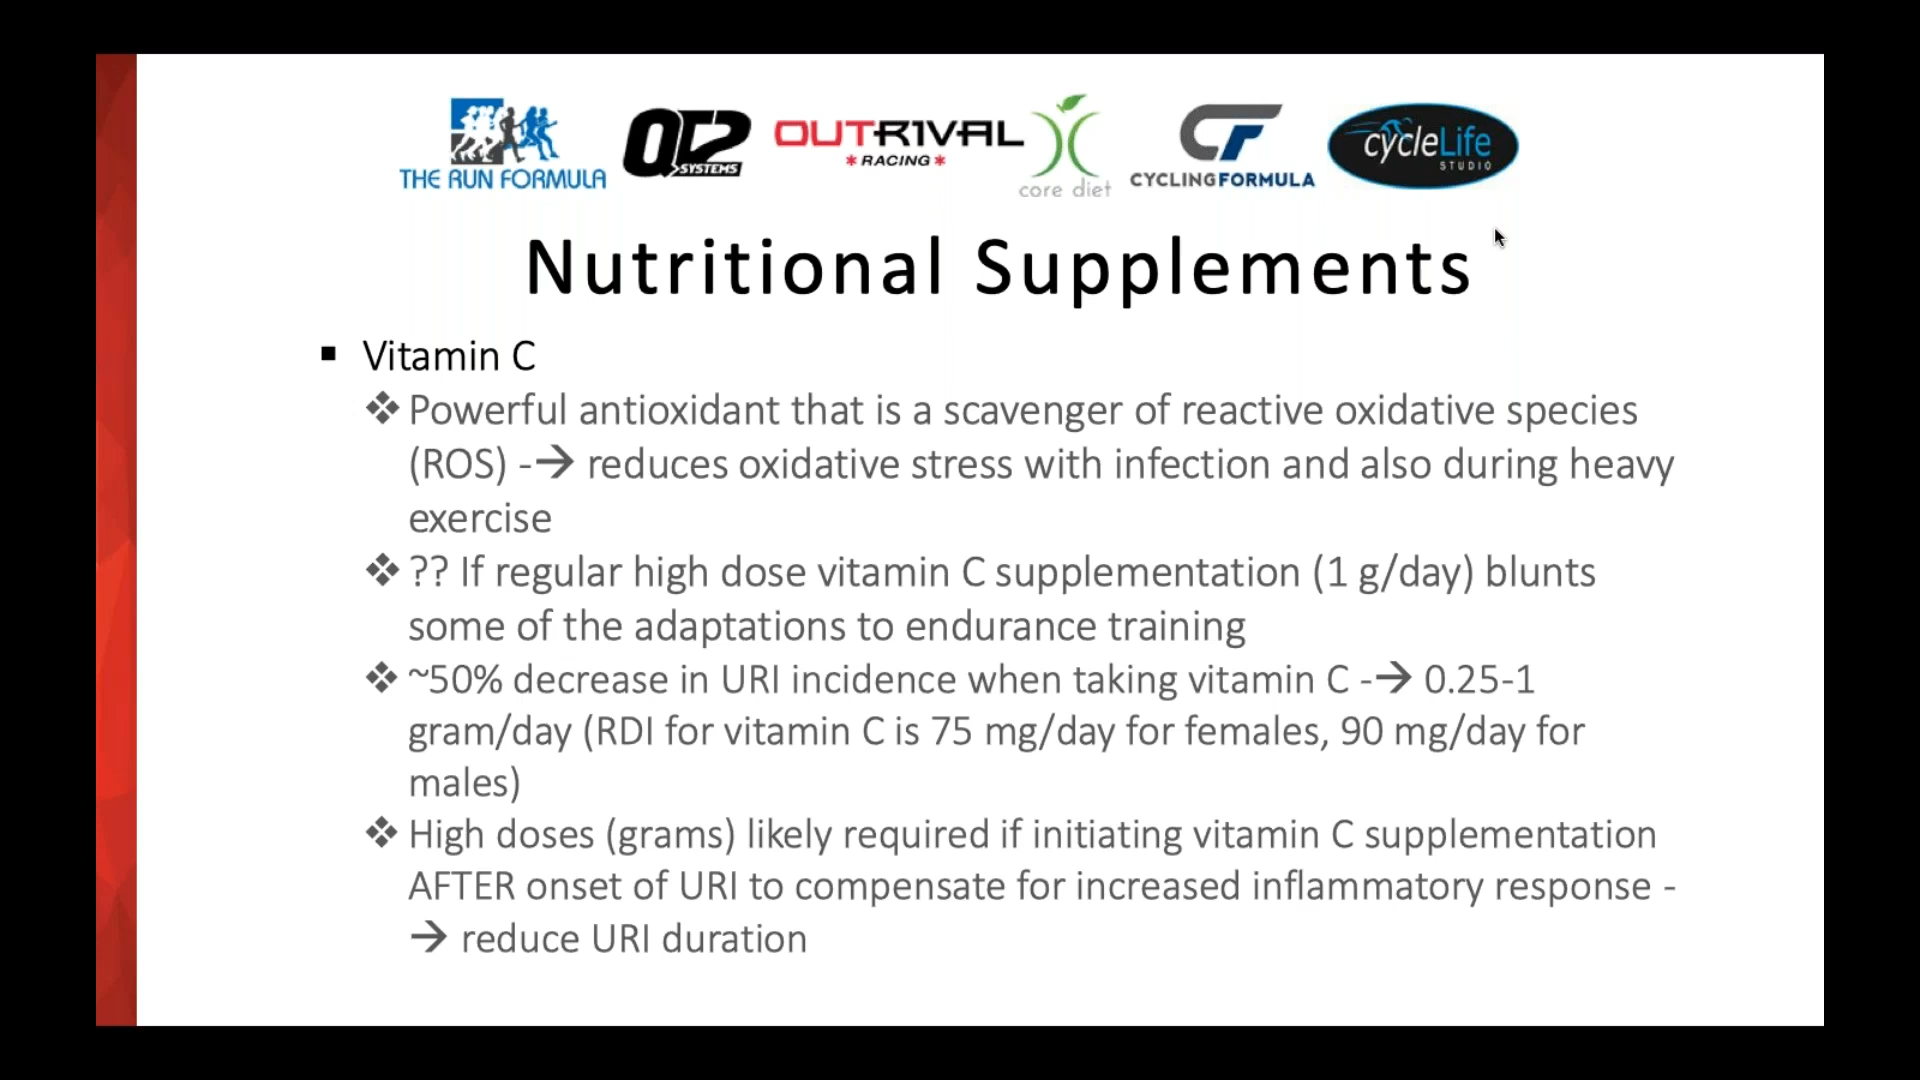 THE RUN FORMULA
QT2 SYSTEMS
OUTRIVAL
*RACING*
core diet
CYCLINGFORMULA
cycleLife
STUDIO
Nutritional Supplements
▪ Vitamin C
❖ Powerful antioxidant that is a scavenger of reactive oxidative species
(ROS) -→ reduces oxidative stress with infection and also during heavy
exercise
❖ ?? If regular high dose vitamin C supplementation (1 g/day) blunts
some of the adaptations to endurance training
❖ ~50% decrease in URI incidence when taking vitamin C -→ 0.25-1
gram/day (RDI for vitamin C is 75 mg/day for females, 90 mg/day for
males)
❖ High doses (grams) likely required if initiating vitamin C supplementation
AFTER onset of URI to compensate for increased inflammatory response -
→ reduce URI duration